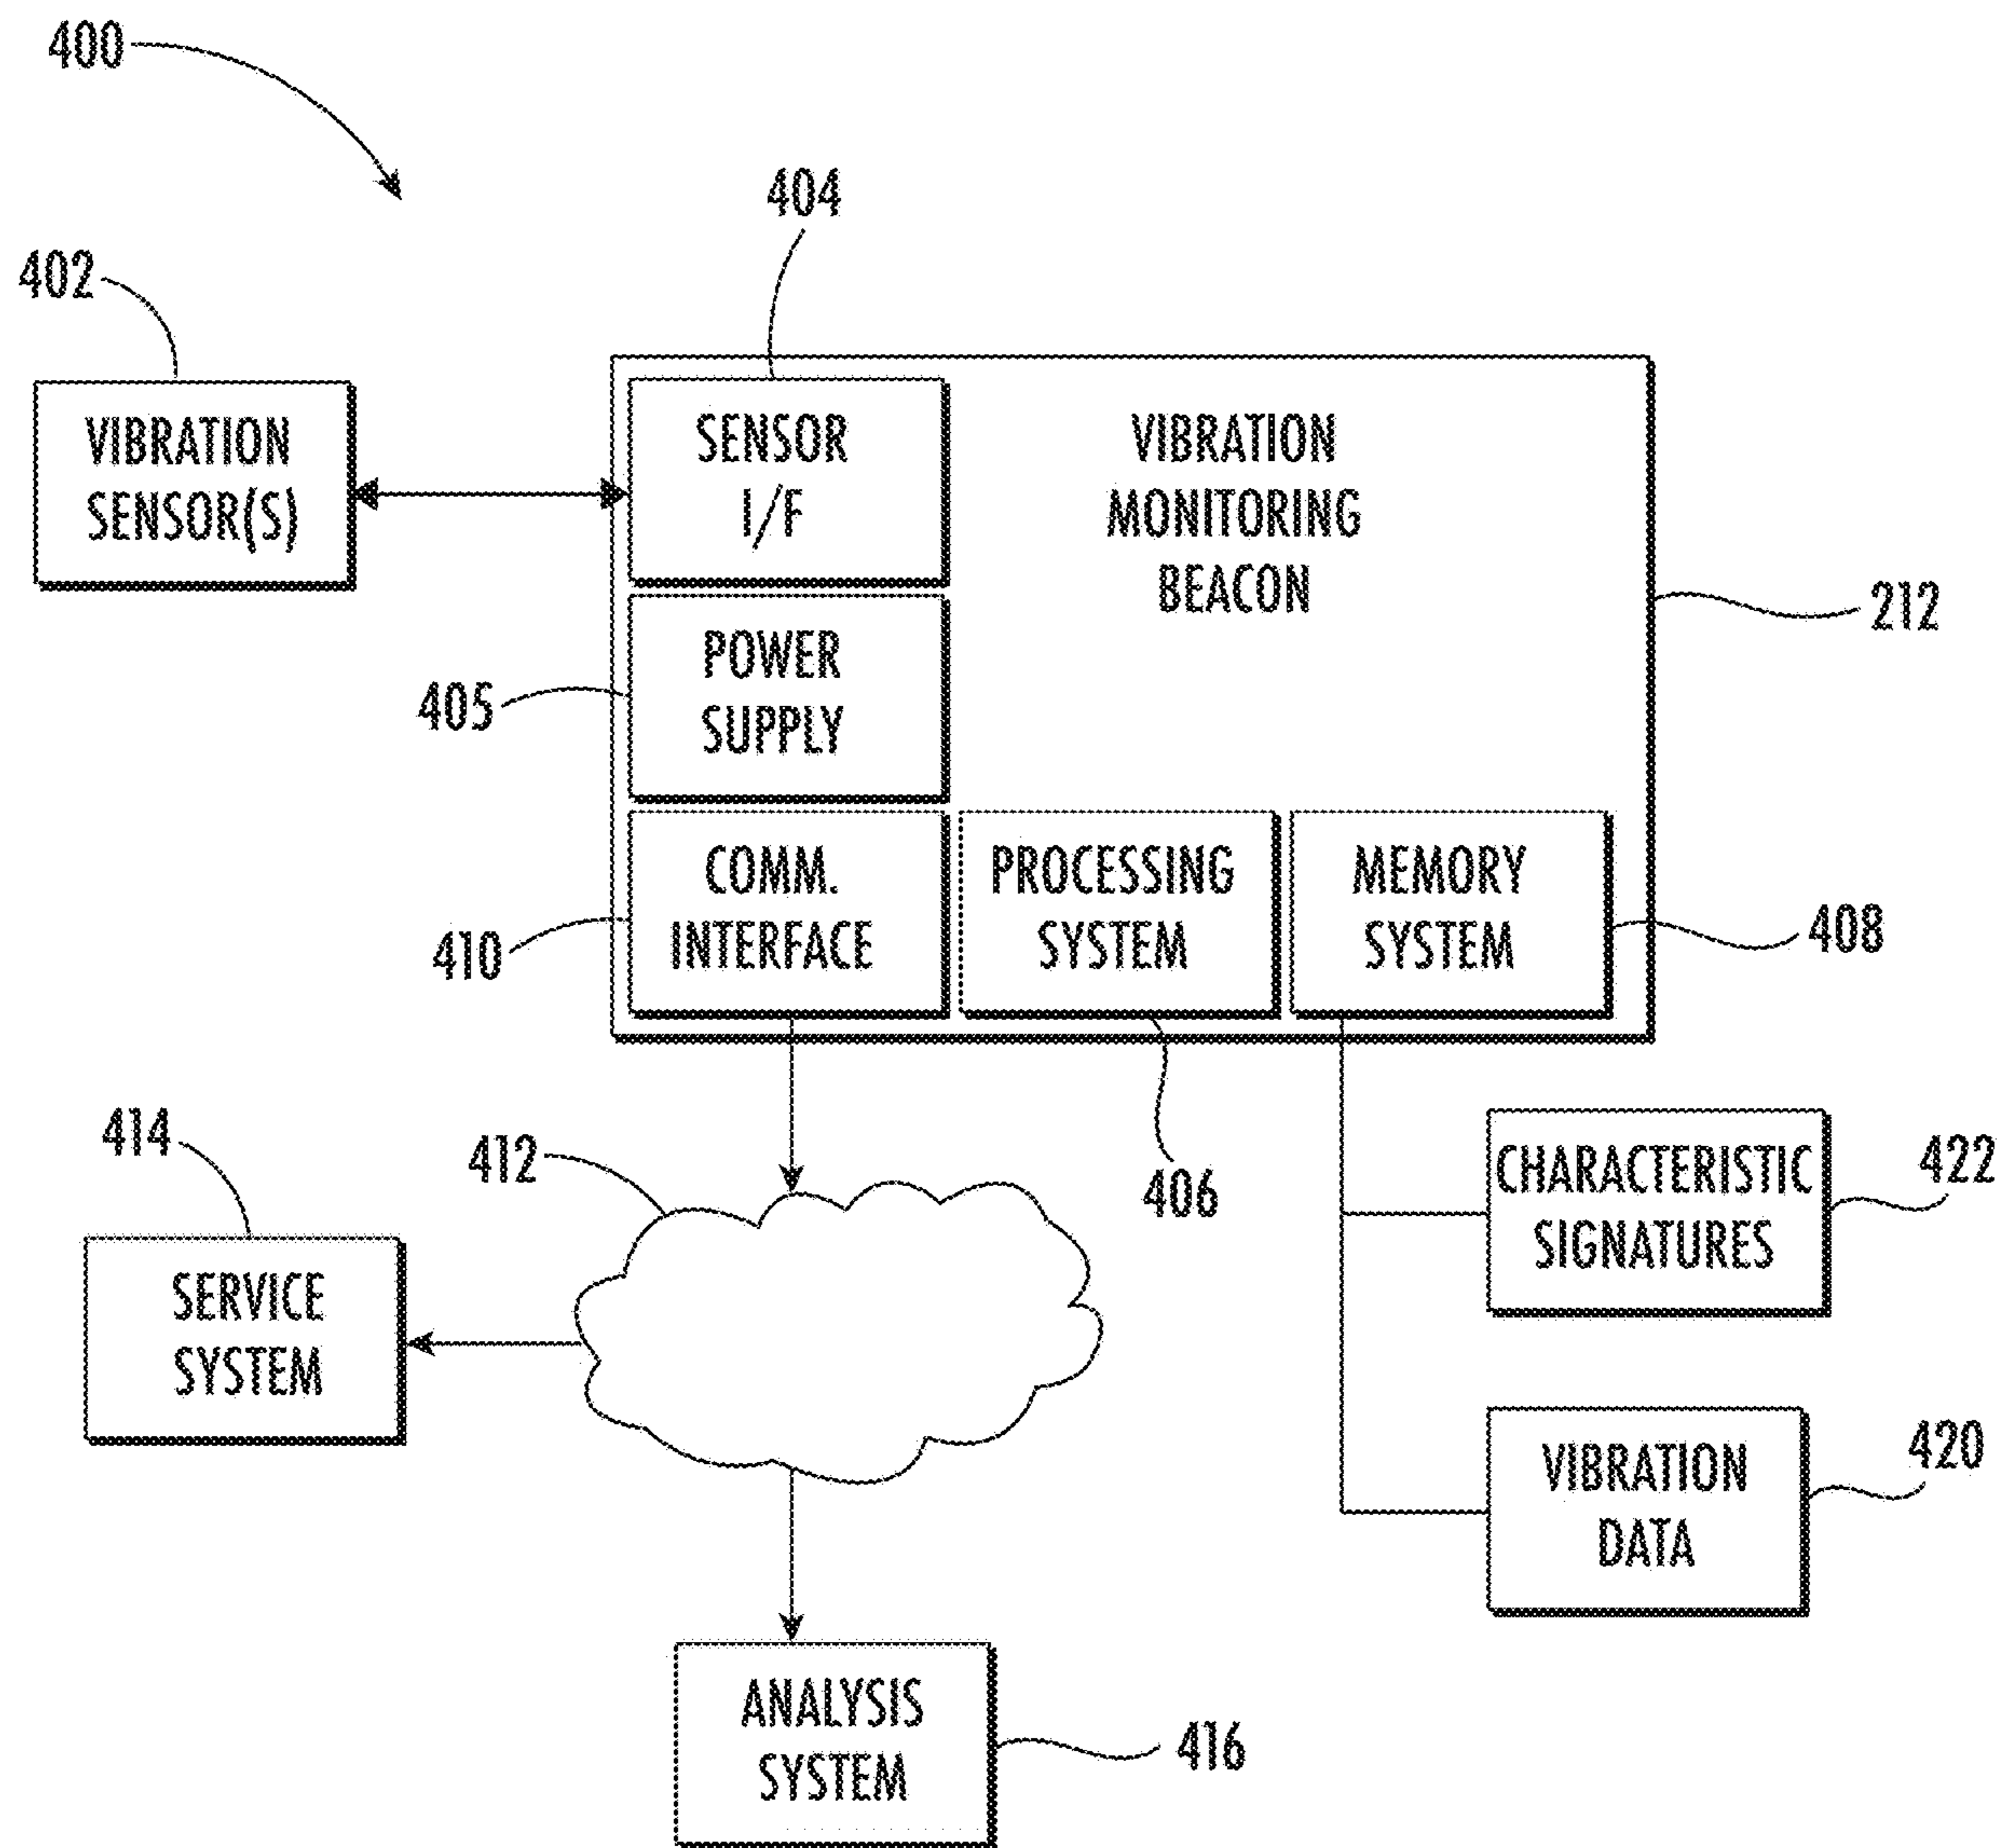 400
404
402
VIBRATION
SENSOR(S)
SENSOR
I/F
VIBRATION
MONITORING
BEACON
212
POWER
SUPPLY
405
COMM.
INTERFACE
410
PROCESSING
SYSTEM
MEMORY
SYSTEM
408
406
414
412
CHARACTERISTIC
SIGNATURES
422
SERVICE
SYSTEM
VIBRATION
DATA
420
ANALYSIS
SYSTEM
416